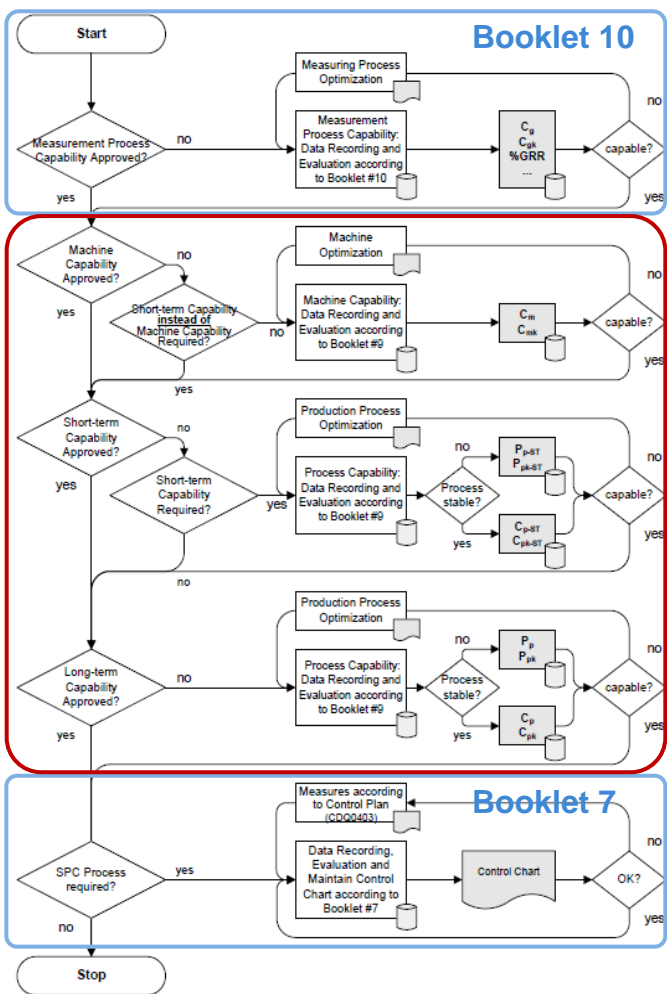 Start
Booklet 10
Measuring Process
Optimization
no
Measurement Process
Capability Approved?
no
Measurement
Process Capability:
Data Recording and
Evaluation according
to Booklet #10
Cg
Cgk
%GRR
...
capable?
yes
yes
Machine
Capability
Approved?
no
Machine
Optimization
no
yes
Short-term Capability
instead of
Machine Capability
Required?
no
Machine Capability:
Data Recording and
Evaluation according
to Booklet #9
Cm
Cmk
capable?
yes
yes
Short-term
Capability
Approved?
no
Production Process
Optimization
no
yes
Short-term
Capability
Required?
yes
Process Capability:
Data Recording and
Evaluation according
to Booklet #9
Process
stable?
no
Pp-ST
Ppk-ST
yes
Cp-ST
Cpk-ST
capable?
yes
no
Production Process
Optimization
no
Long-term
Capability
Approved?
no
Process Capability:
Data Recording and
Evaluation according
to Booklet #9
Process
stable?
no
Pp
Ppk
yes
Cp
Cpk
capable?
yes
yes
Measures according
to Control Plan
(CDQ0403)
Booklet 7
no
SPC Process
required?
yes
Data Recording,
Evaluation and
Maintain Control
Chart according to
Booklet #7
Control Chart
OK?
yes
no
Stop